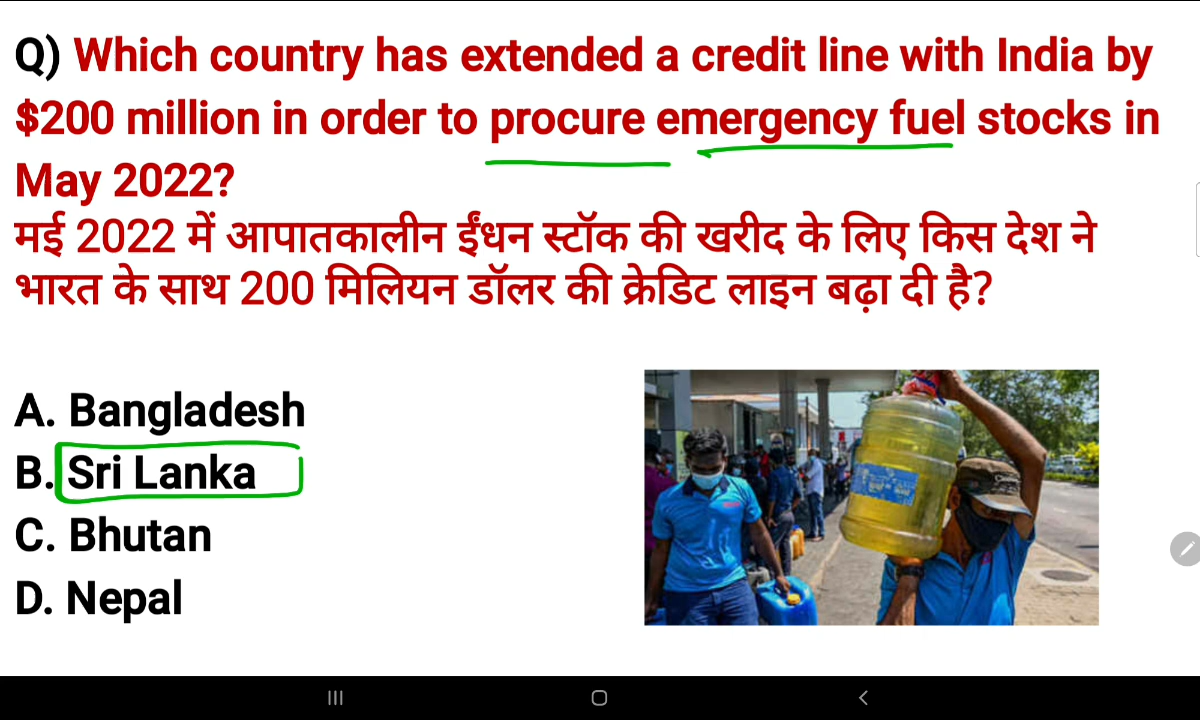 Q) Which country has extended a credit line with India by
$200 million in order to procure emergency fuel stocks in
May 2022?
मई 2022 में आपातकालीन ईंधन स्टॉक की खरीद के लिए किस देश ने
भारत के साथ 200 मिलियन डॉलर की क्रेडिट लाइन बढ़ा दी है?
A. Bangladesh
B. Sri Lanka
C. Bhutan
D. Nepal